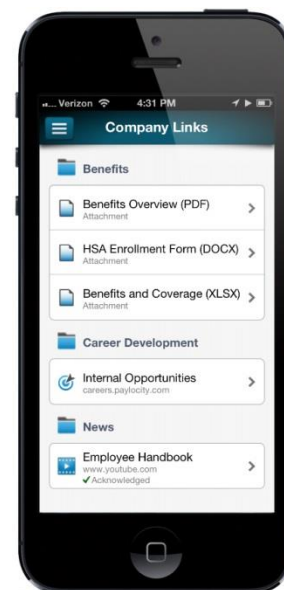 Verizon 4:31 PM
Company Links
Benefits
Benefits Overview (PDF)
Attachment
HSA Enrollment Form (DOCX)
Attachment
Benefits and Coverage (XLSX)
Attachment
Career Development
Internal Opportunities
careers.paylocity.com
News
Employee Handbook
www.youtube.com
✓Acknowledged